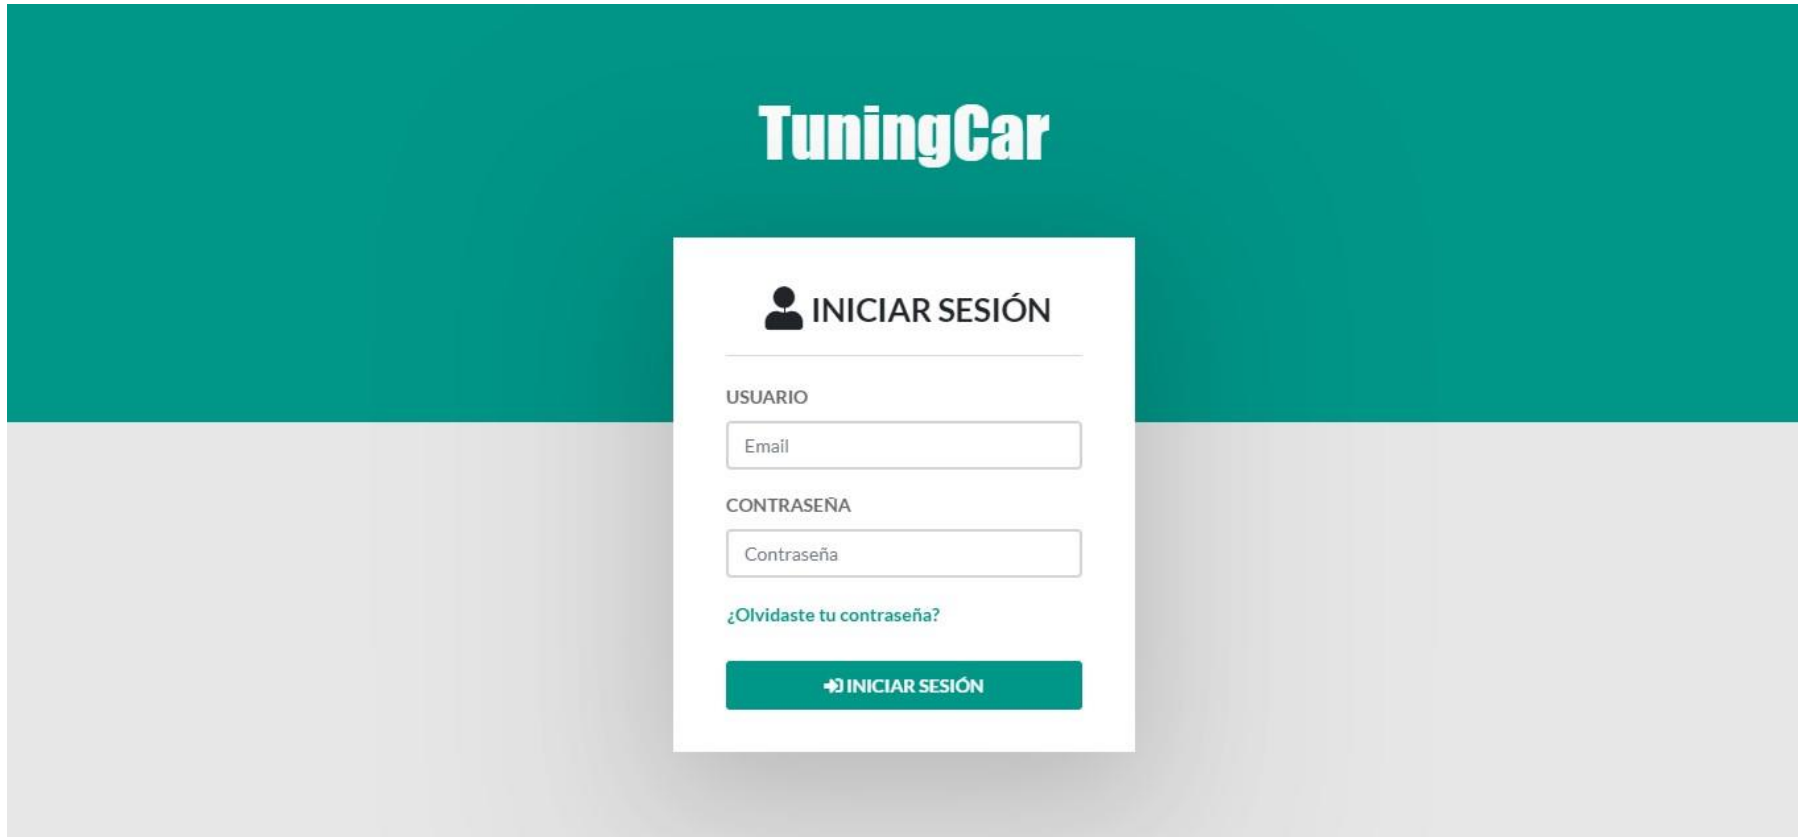 TuningCar
INICIAR SESIÓN
USUARIO
Email
CONTRASEÑA
Contraseña
¿Olvidaste tu contraseña?
INICIAR SESIÓN